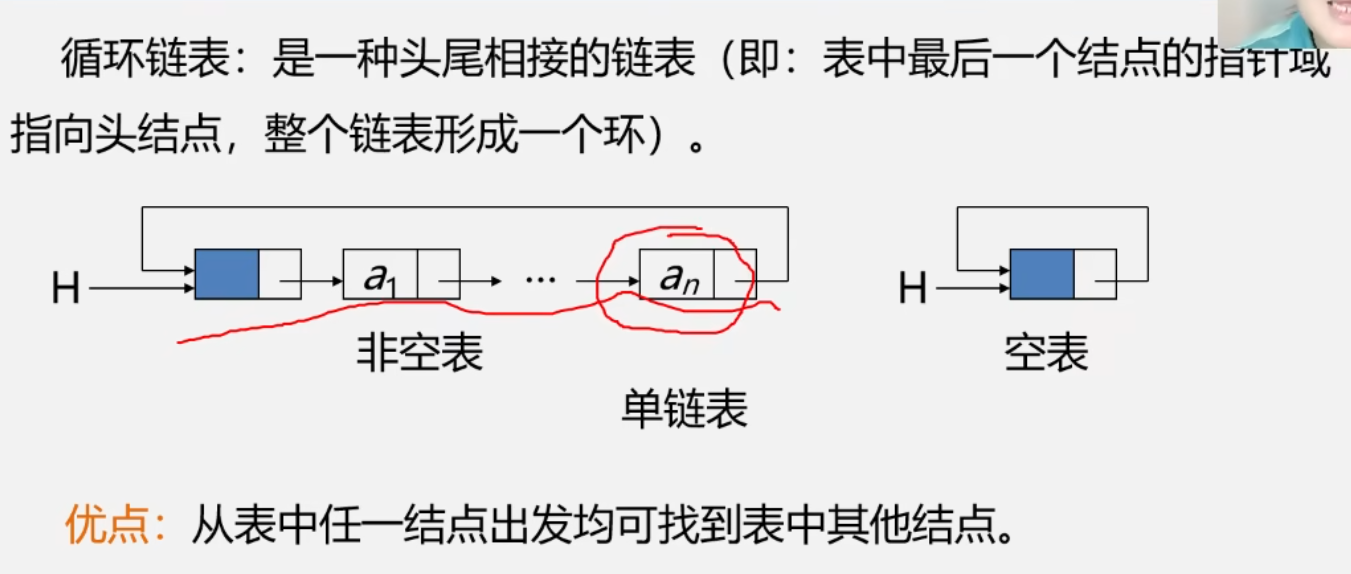 循环链表：是一种头尾相接的链表（即：表中最后一个结点的指针域
指向头结点，整个链表形成一个环）。
H a₁ … aₙ H
非空表 空表
单链表
优点：从表中任一结点出发均可找到表中其他结点。